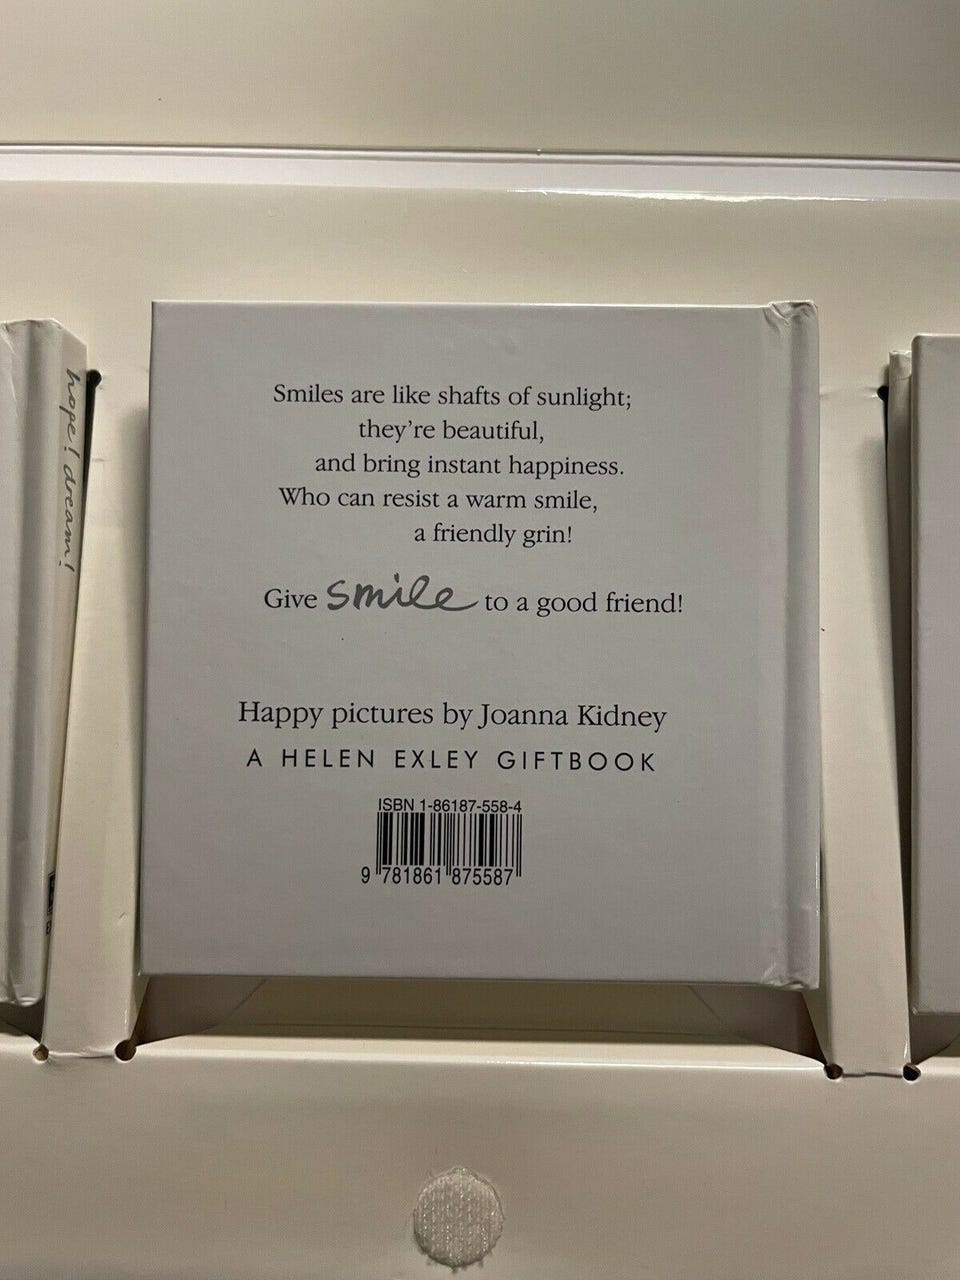 hope! dream!
Smiles are like shafts of sunlight;
they're beautiful,
and bring instant happiness.
Who can resist a warm smile,
a friendly grin!
Give smile to a good friend!
Happy pictures by Joanna Kidney
A HELEN EXLEY GIFTBOOK
ISBN 1-86187-558-4
9 781861 875587